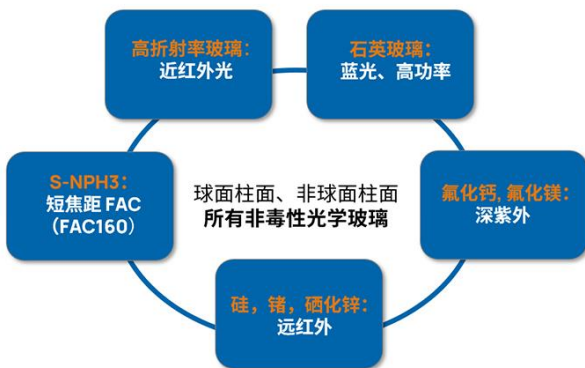 高折射率玻璃：
近红外光
石英玻璃：
蓝光、高功率
S-NPH3：
短焦距 FAC
（FAC160）
球面柱面、非球面柱面
所有非毒性光学玻璃
氟化钙, 氟化镁：
深紫外
硅，锗，硒化锌：
远红外